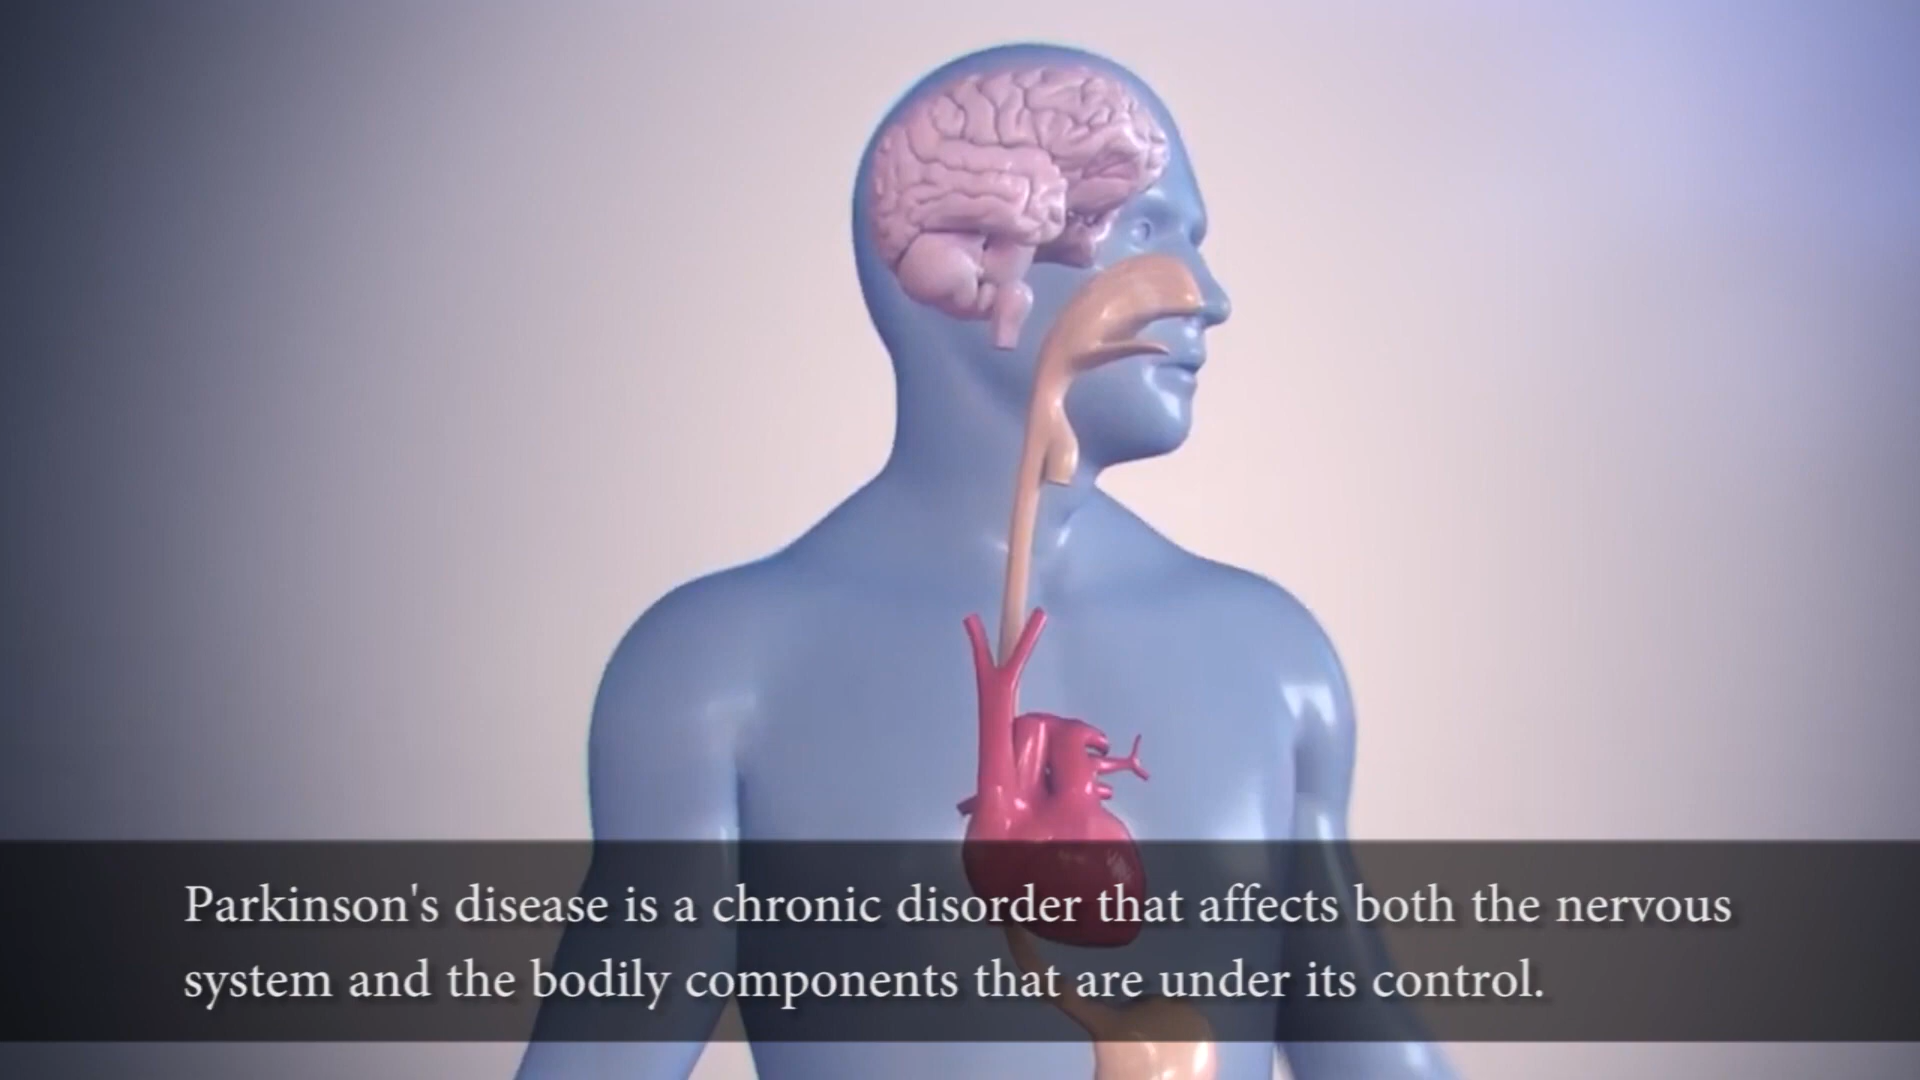 Parkinson's disease is a chronic disorder that affects both the nervous
system and the bodily components that are under its control.